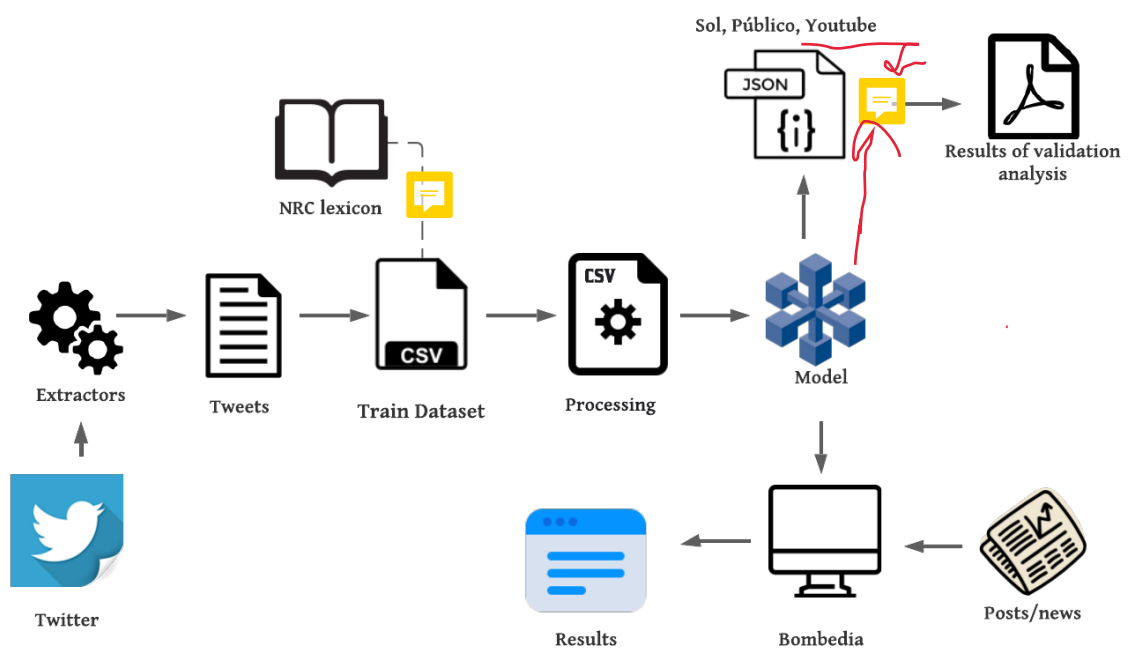 Sol, Público, Youtube
JSON
{i}
Results of validation
analysis
NRC lexicon
CSV
CSV
Extractors
Tweets
Train Dataset
Processing
Model
Twitter
Results
Bombedia
Posts/news